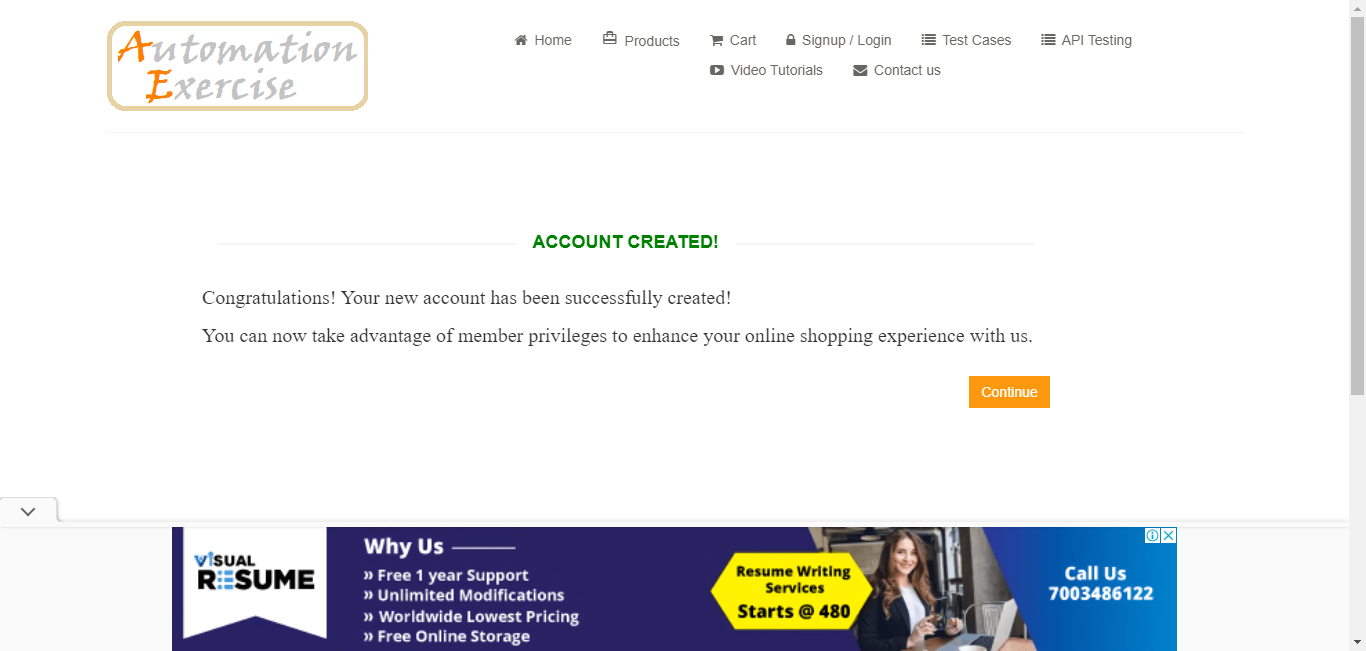 Automation
Exercise
Home
Products
Cart
Signup / Login
Test Cases
API Testing
Video Tutorials
Contact us
ACCOUNT CREATED!
Congratulations! Your new account has been successfully created!
You can now take advantage of member privileges to enhance your online shopping experience with us.
Continue
VISUAL
RESUME
Why Us
» Free 1 year Support
» Unlimited Modifications
» Worldwide Lowest Pricing
» Free Online Storage
Resume Writing
Services
Starts @ 480
Call Us
7003486122